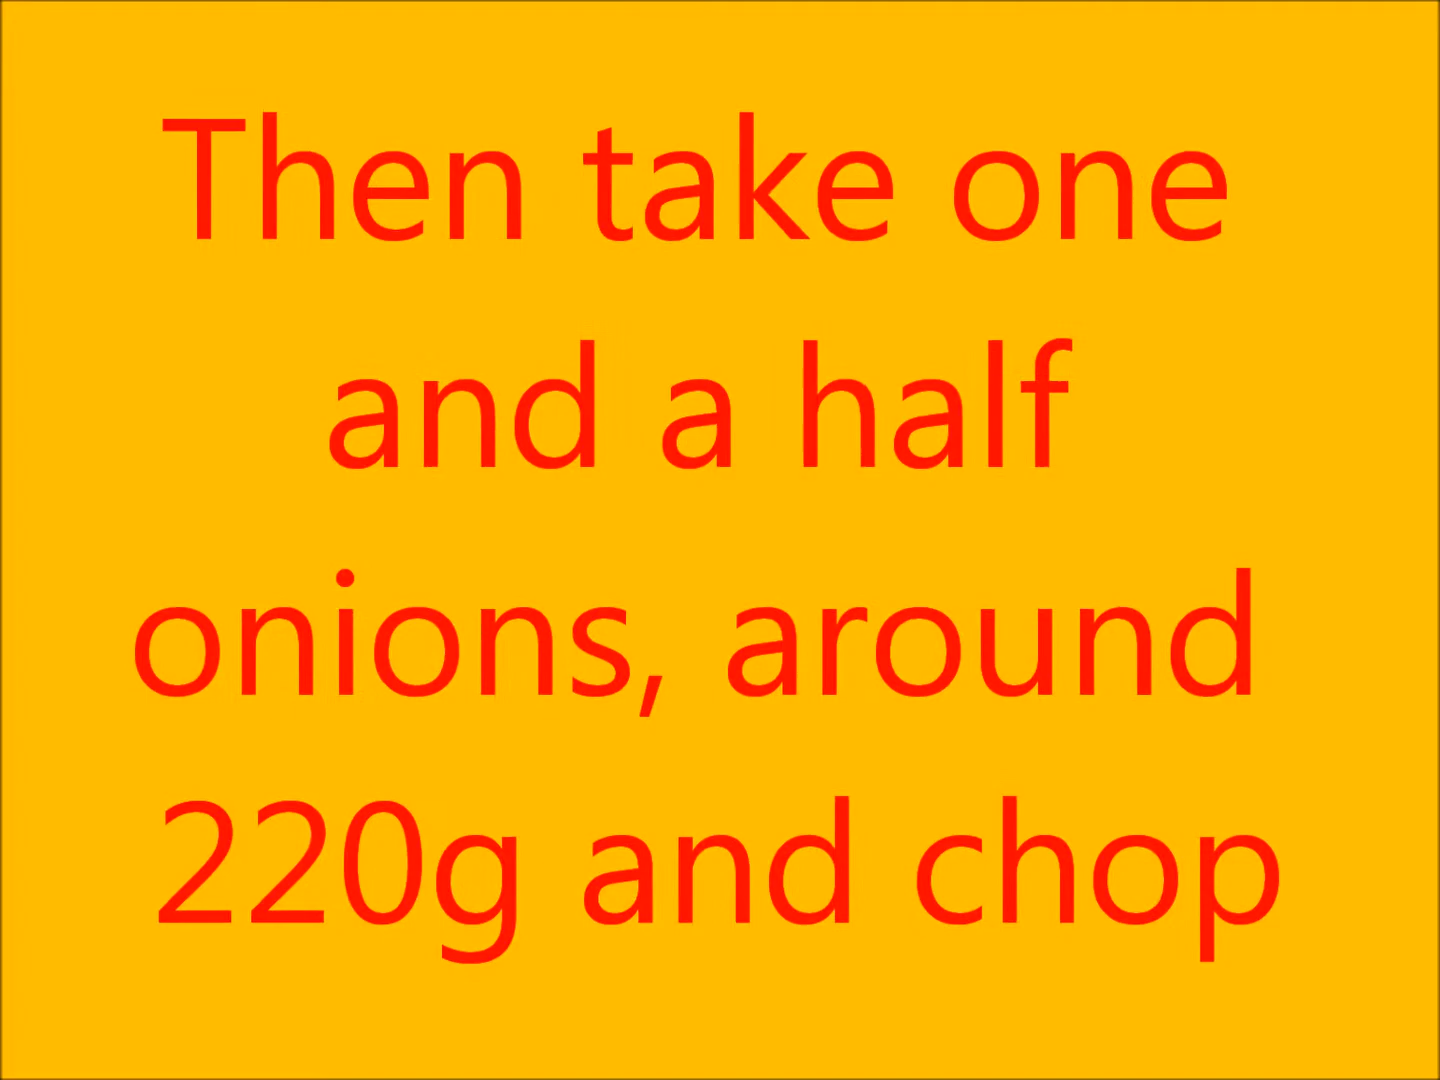 Then take one
and a half
onions, around
220g and chop